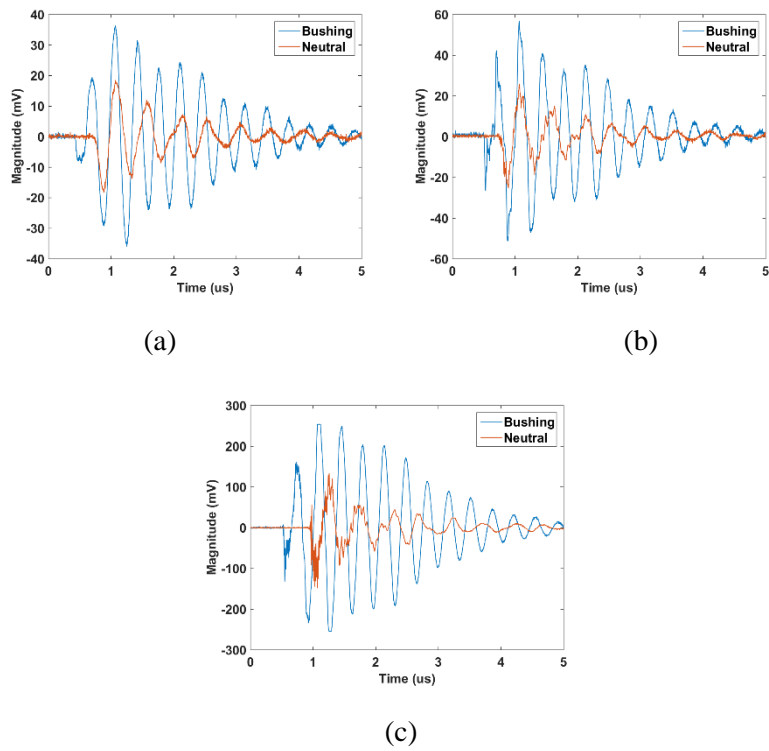 Bushing
Neutral
Magnitude (mV)
40
30
20
10
0
-10
-20
-30
-40
0 1 2 3 4 5
Time (us)
(a)
Bushing
Neutral
Magnitude (mV)
60
40
20
0
-20
-40
-60
0 1 2 3 4 5
Time (us)
(b)
Bushing
Neutral
Magnitude (mV)
300
200
100
0
-100
-200
-300
0 1 2 3 4 5
Time (us)
(c)